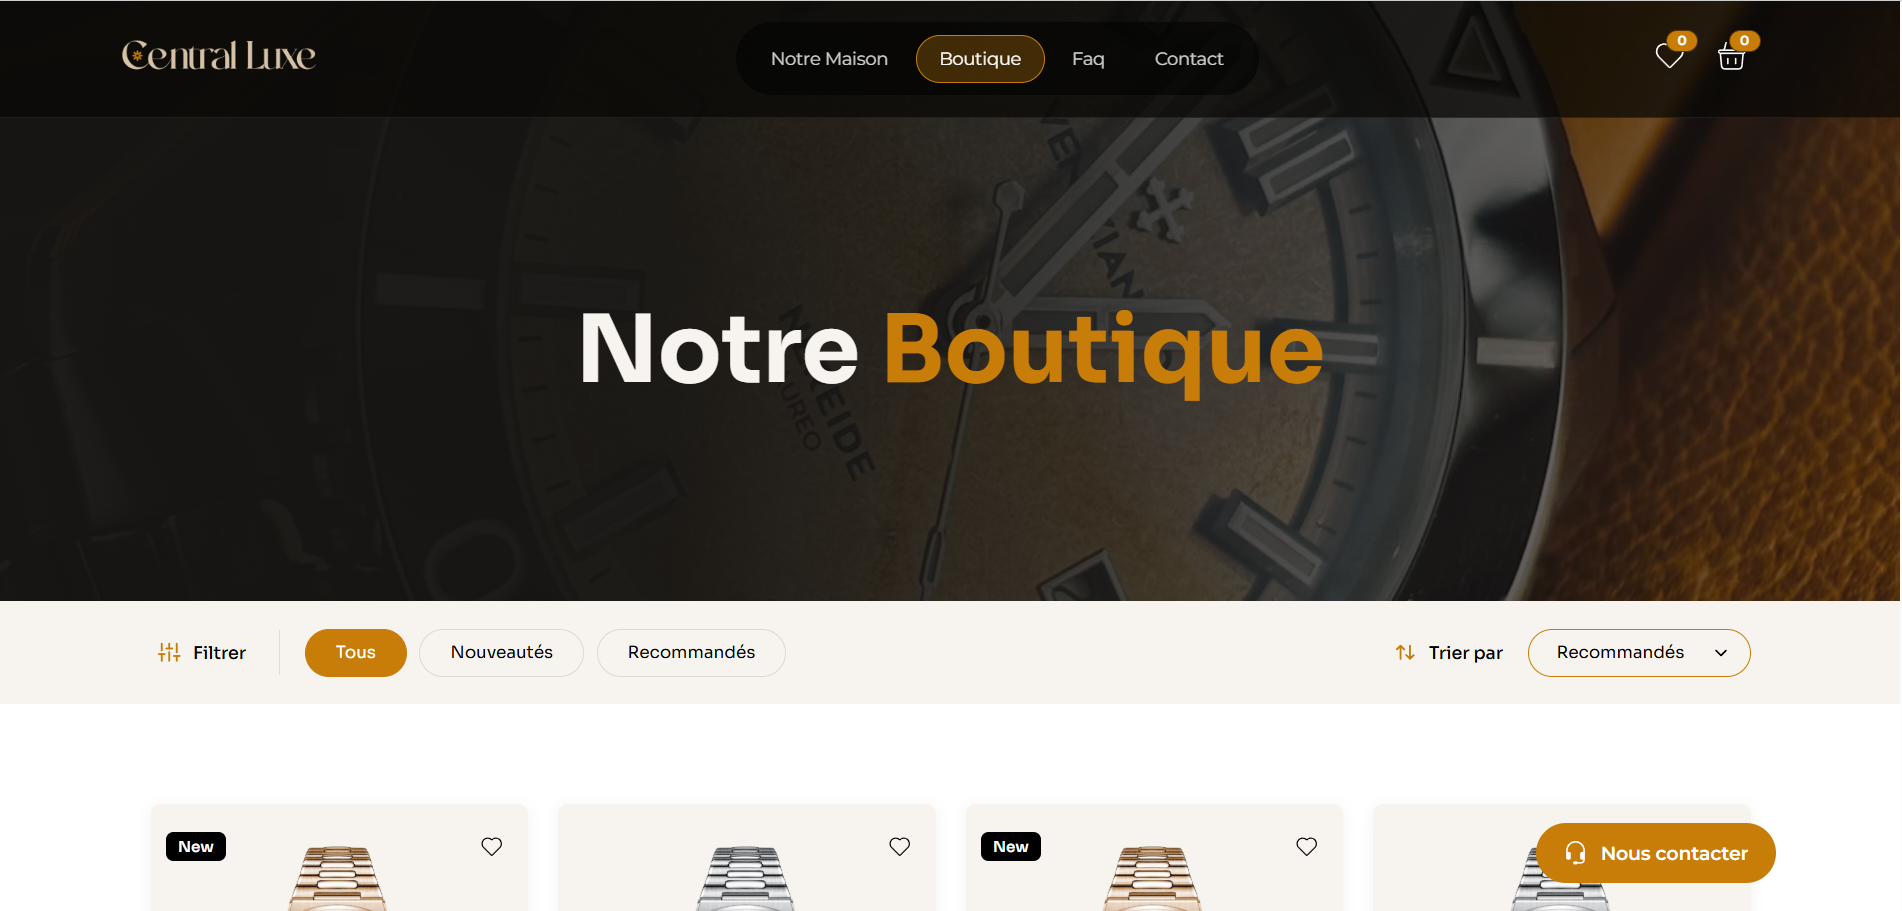 Central Luxe
Notre Maison
Boutique
Faq
Contact
0
0
Notre Boutique
Filtrer
Tous
Nouveautés
Recommandés
Trier par
Recommandés
New
New
Nous contacter